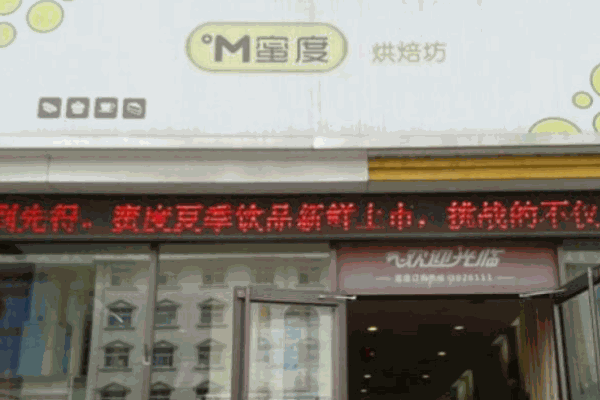 °M蜜度 烘焙坊
到先得。蜜度夏季饮品新鲜上市，挑战的不仅
欢迎光临